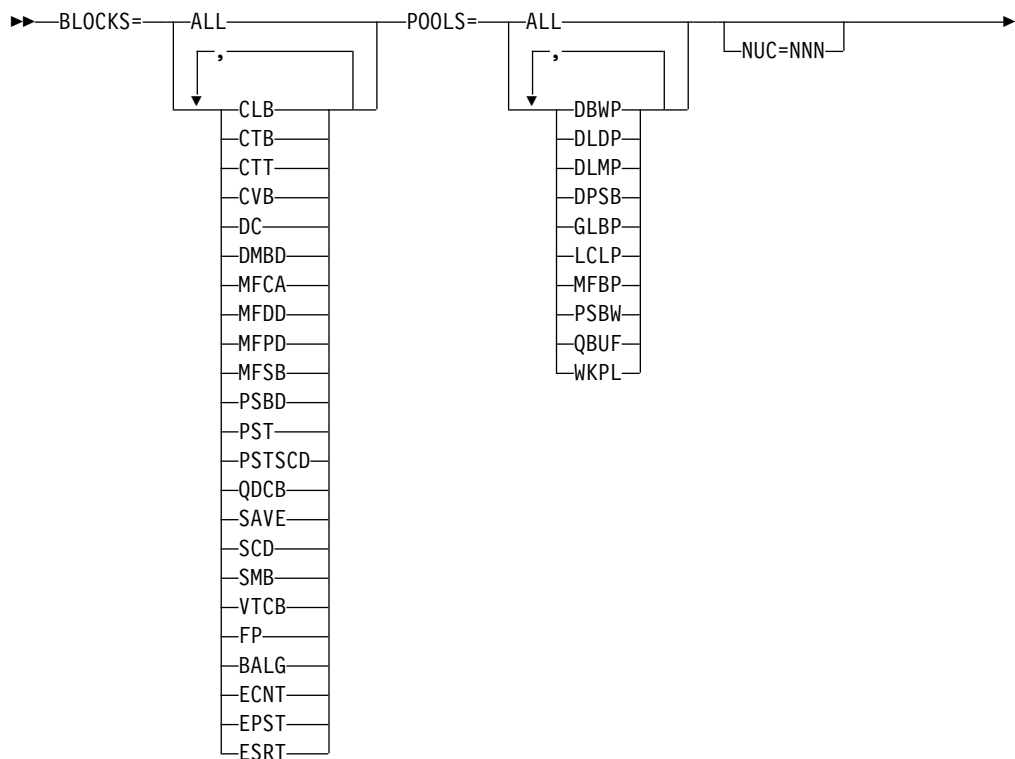 BLOCKS= ALL POOLS= ALL
, , NUC=NNN
CLB DBWP
CTB DLDP
CTT DLMP
CVB DPSB
DC GLBP
DMBD LCLP
MFCA MFBP
MFDD PSBW
MFPD QBUF
MFSB WKPL
PSBD
PST
PSTSCD
QDCB
SAVE
SCD
SMB
VTCB
FP
BALG
ECNT
EPST
ESRT